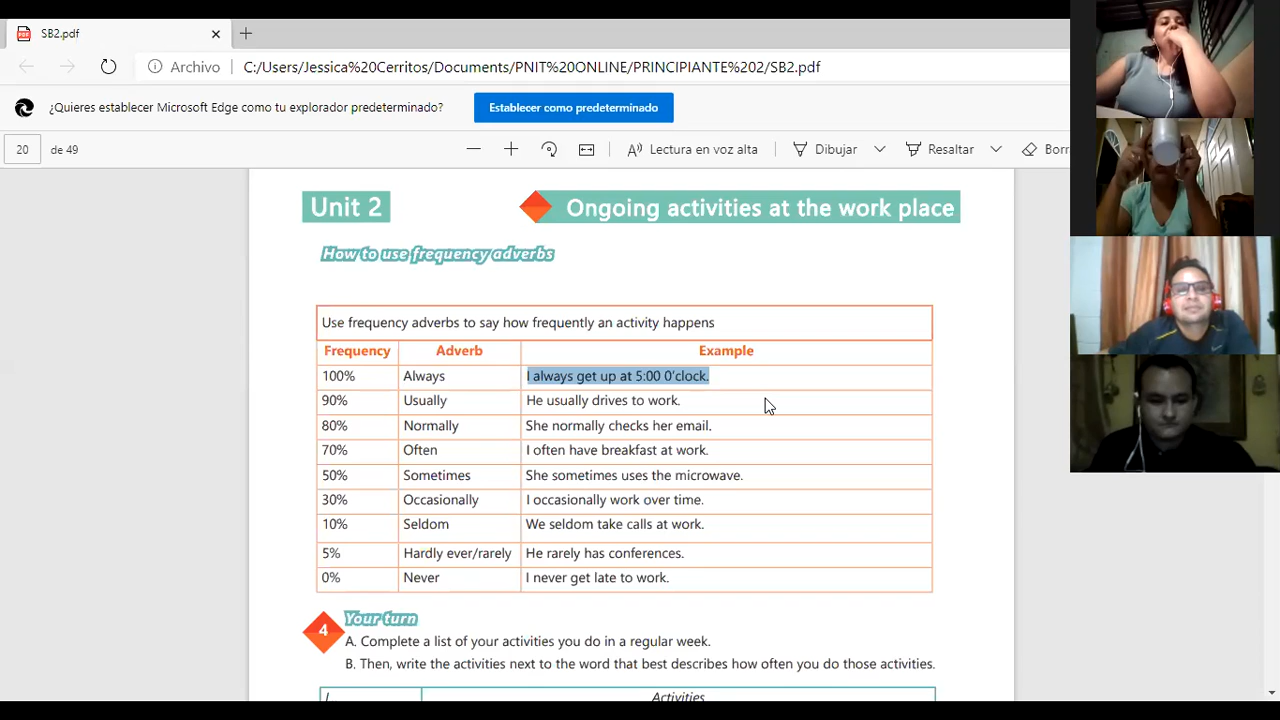 SB2.pdf
Archivo C:/Users/Jessica%20Cerritos/Documents/PNIT%20ONLINE/PRINCIPIANTE%202/SB2.pdf
¿Quieres establecer Microsoft Edge como tu explorador predeterminado? Establecer como predeterminado
20 de 49 Lectura en voz alta Dibujar Resaltar Borr
Unit 2 Ongoing activities at the work place
How to use frequency adverbs
Use frequency adverbs to say how frequently an activity happens
Frequency Adverb Example
100% Always I always get up at 5:00 0'clock.
90% Usually He usually drives to work.
80% Normally She normally checks her email.
70% Often I often have breakfast at work.
50% Sometimes She sometimes uses the microwave.
30% Occasionally I occasionally work over time.
10% Seldom We seldom take calls at work.
5% Hardly ever/rarely He rarely has conferences.
0% Never I never get late to work.
4 Your turn
A. Complete a list of your activities you do in a regular week.
B. Then, write the activities next to the word that best describes how often you do those activities.
I Activities